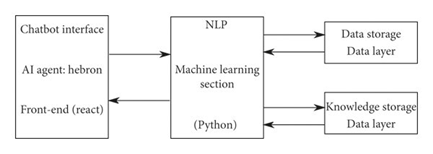 Chatbot interface
AI agent: hebron
Front-end (react)
NLP
Machine learning
section
(Python)
Data storage
Data layer
Knowledge storage
Data layer